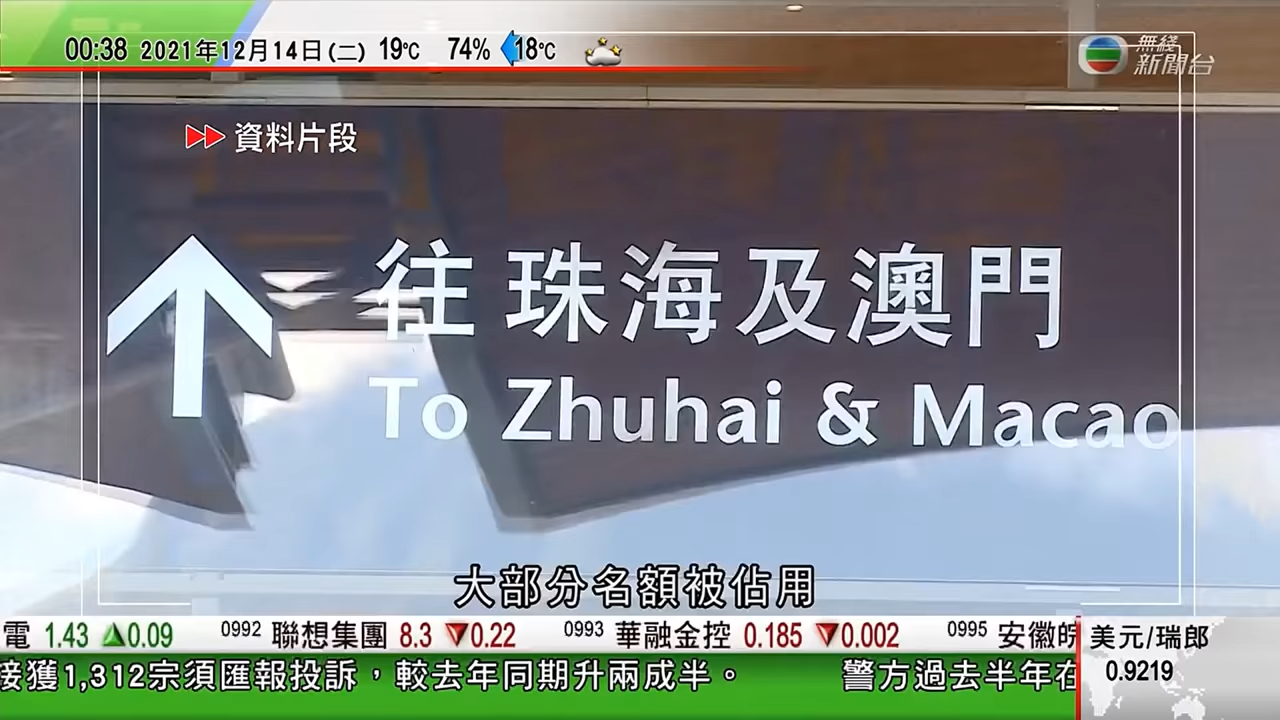 00:38 2021年12月14日(二) 19℃ 74% 18℃
無綫
新聞台
資料片段
往珠海及澳門
To Zhuhai & Macao
大部分名額被佔用
電 1.43 0.09 0992 聯想集團 8.3 0.22 0993 華融金控 0.185 0.002 0995 安徽皖
美元/瑞郎
0.9219
接獲1,312宗須匯報投訴，較去年同期升兩成半。 警方過去半年在